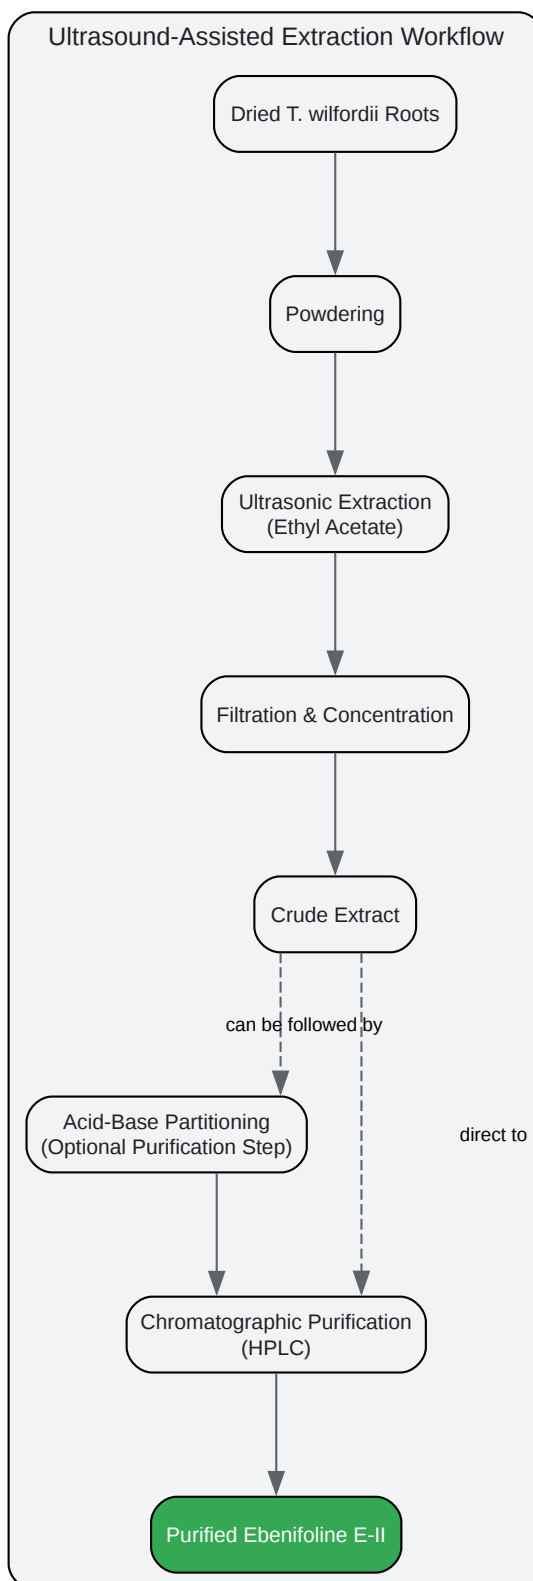 Ultrasound-Assisted Extraction Workflow
Dried T. wilfordii Roots
Powdering
Ultrasonic Extraction
(Ethyl Acetate)
Filtration & Concentration
Crude Extract
can be followed by
Acid-Base Partitioning
(Optional Purification Step)
direct to
Chromatographic Purification
(HPLC)
Purified Ebenifoline E-II